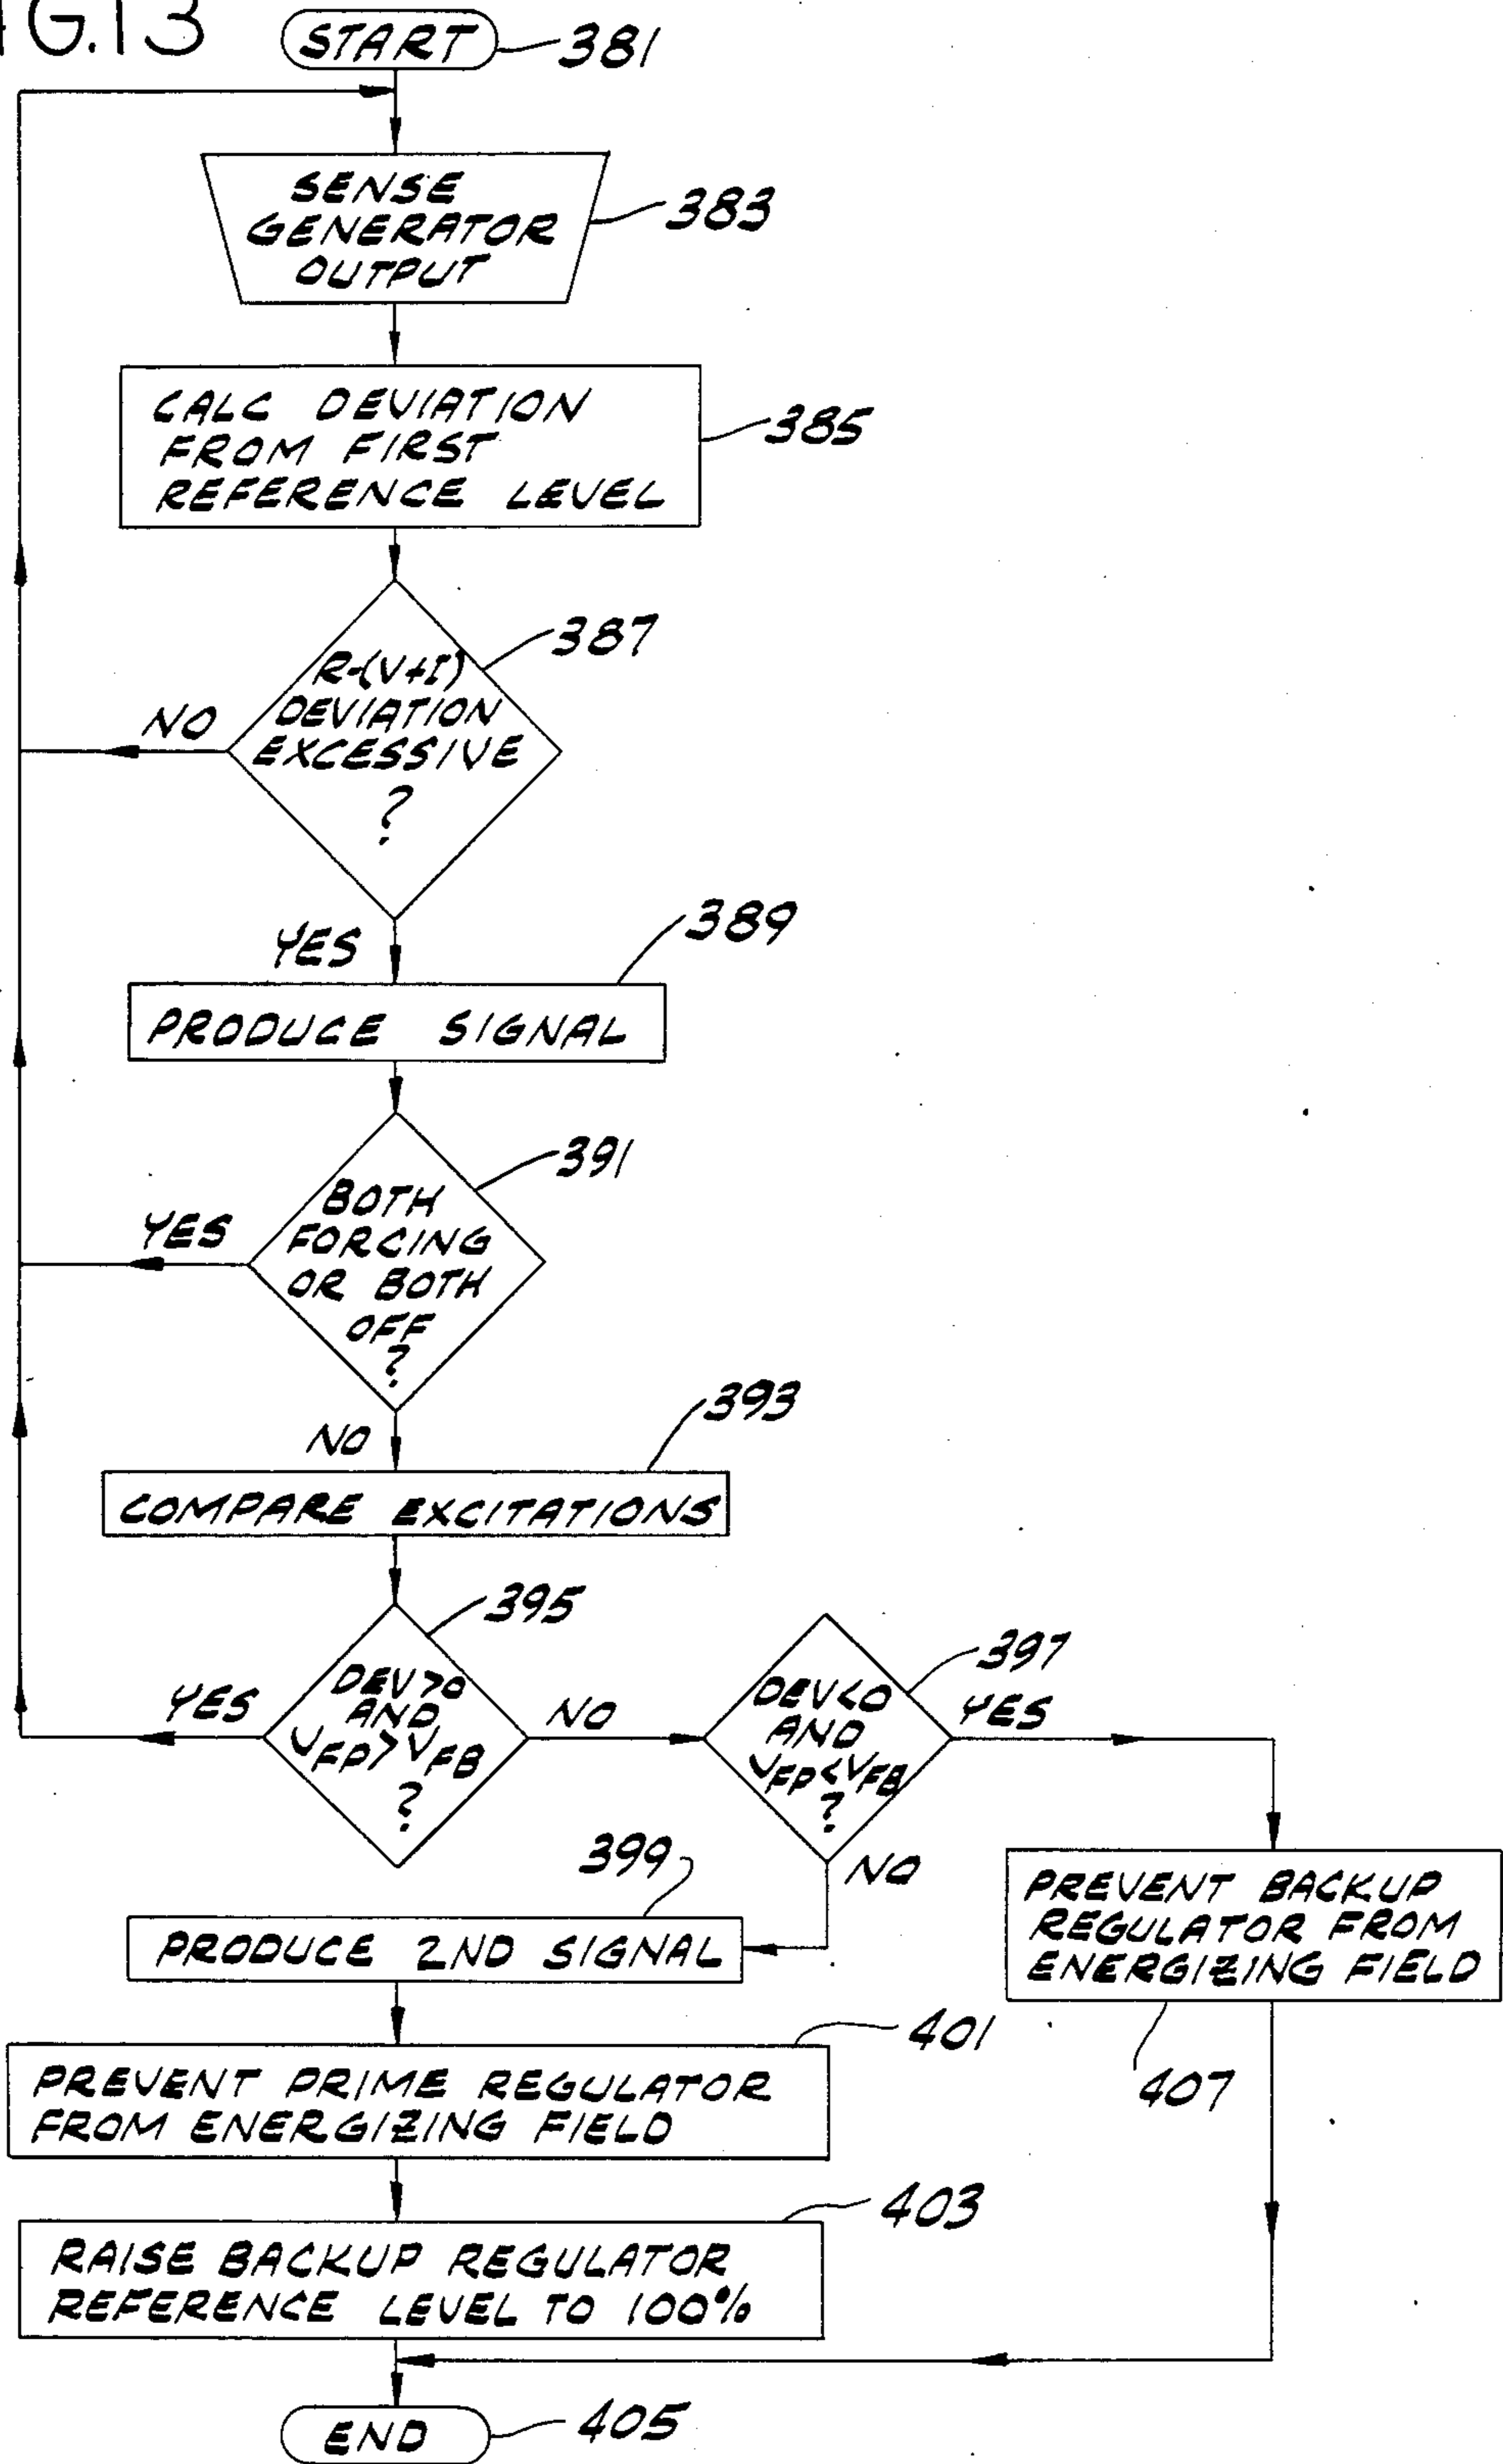 G.13
START
381
SENSE
GENERATOR
OUTPUT
383
CALC DEVIATION
FROM FIRST
REFERENCE LEVEL
385
R-(V+I)
DEVIATION
EXCESSIVE
?
387
NO
YES
389
PRODUCE SIGNAL
391
BOTH
FORCING
OR BOTH
OFF
?
YES
NO
393
COMPARE EXCITATIONS
395
DEV>0
AND
VFP>VFB
?
YES
NO
397
DEV<0
AND
VFP<VFB
?
YES
NO
399
PRODUCE 2ND SIGNAL
PREVENT BACKUP
REGULATOR FROM
ENERGIZING FIELD
407
401
PREVENT PRIME REGULATOR
FROM ENERGIZING FIELD
403
RAISE BACKUP REGULATOR
REFERENCE LEVEL TO 100%
END
405